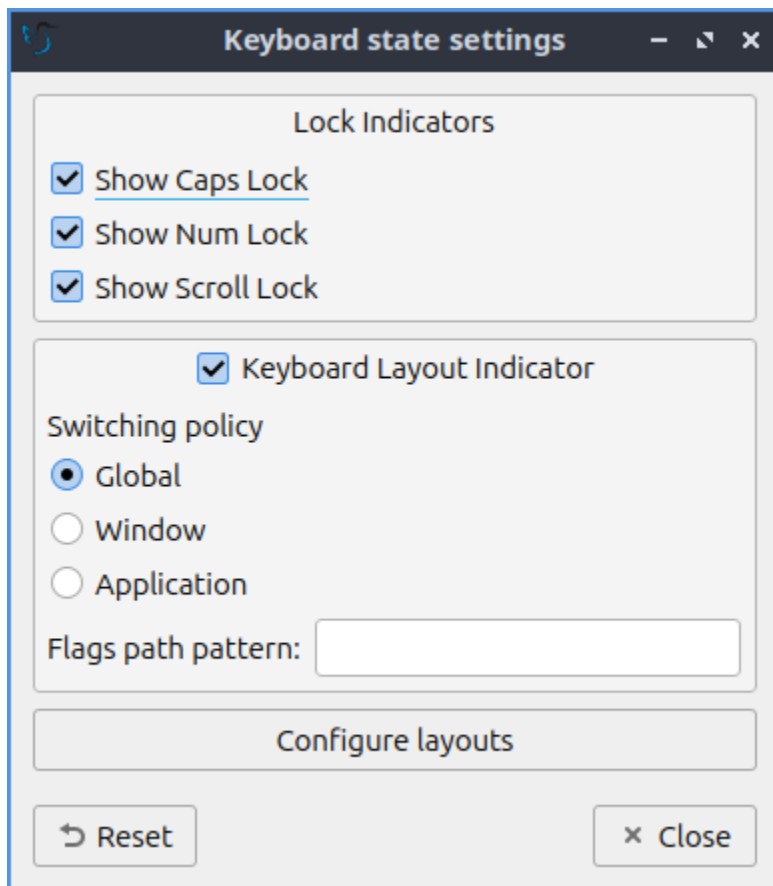 Keyboard state settings
Lock Indicators
Show Caps Lock
Show Num Lock
Show Scroll Lock
Keyboard Layout Indicator
Switching policy
Global
Window
Application
Flags path pattern:
Configure layouts
Reset
Close